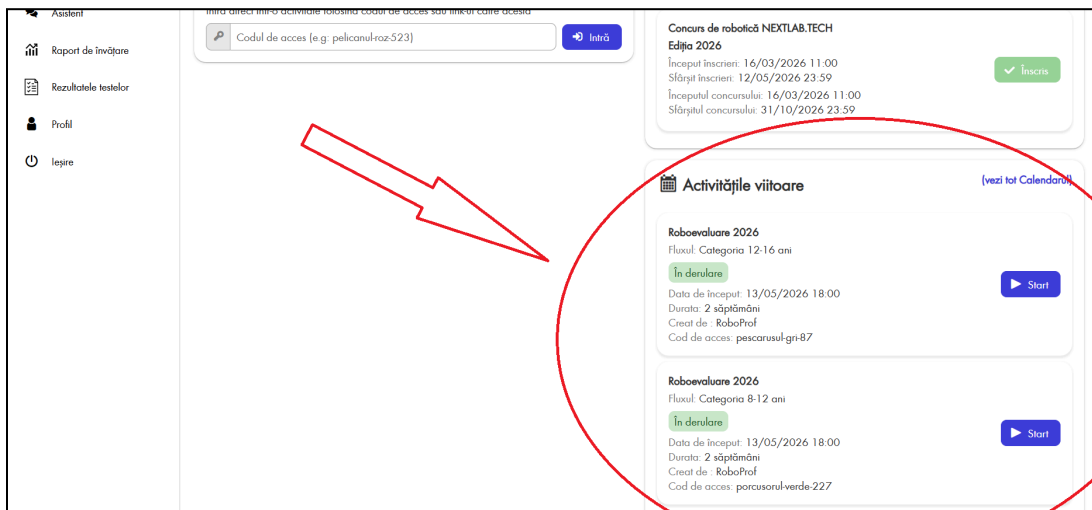 Asistent
Raport de învățare
Rezultatele testelor
Profil
Ieșire
Intră direct într-o activitate folosind codul de acces sau link-ul către acesta
Codul de acces (e.g: pelicanul-roz-523)
Intră
Concurs de robotică NEXTLAB.TECH
Ediția 2026
Început înscrieri: 16/03/2026 11:00
Sfârșit înscrieri: 12/05/2026 23:59
Începutul concursului: 16/03/2026 11:00
Sfârșitul concursului: 31/10/2026 23:59
Înscris
Activitățile viitoare
(vezi tot Calendarul)
Roboevaluare 2026
Fluxul: Categoria 12-16 ani
În derulare
Data de început: 13/05/2026 18:00
Durata: 2 săptămâni
Creat de : RoboProf
Cod de acces: pescarusul-gri-87
Start
Roboevaluare 2026
Fluxul: Categoria 8-12 ani
În derulare
Data de început: 13/05/2026 18:00
Durata: 2 săptămâni
Creat de : RoboProf
Cod de acces: porcusorul-verde-227
Start